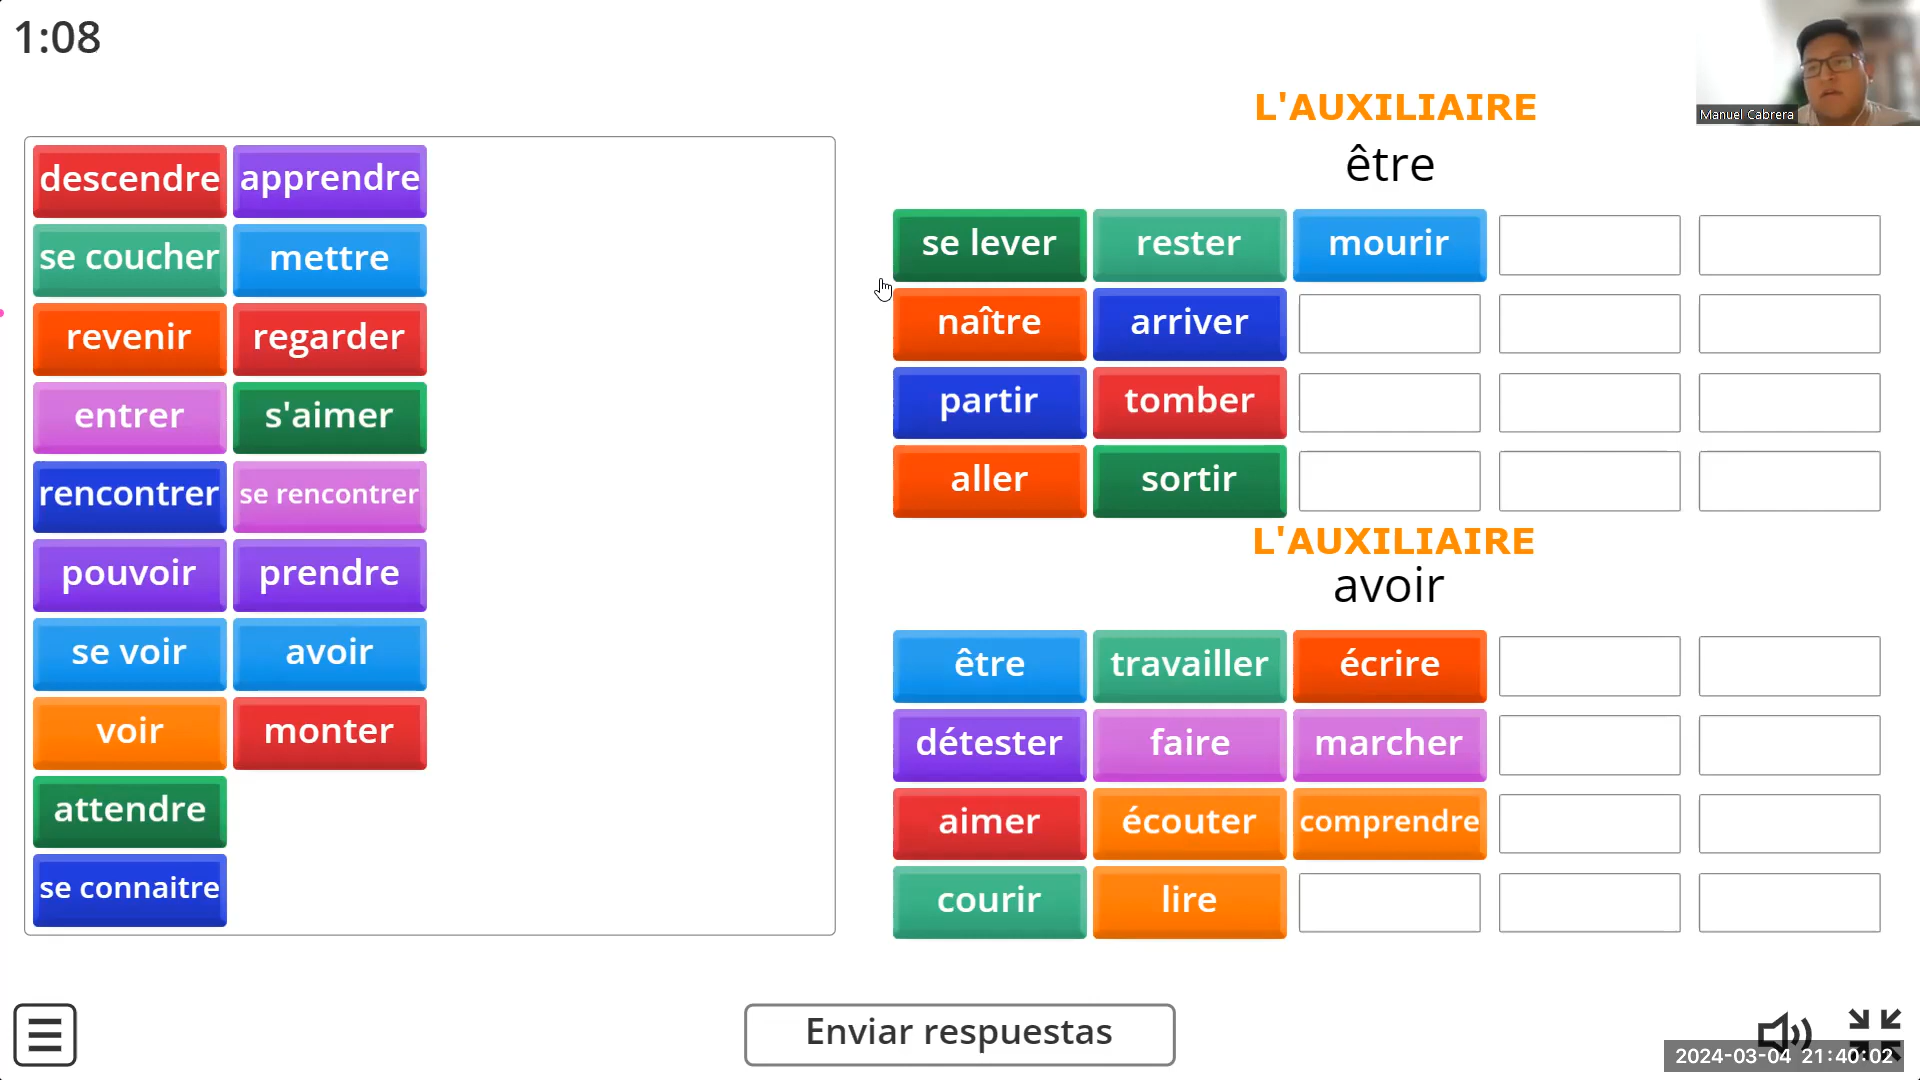 1:08
Manuel Cabrera
descendre apprendre
se coucher mettre
revenir regarder
entrer s'aimer
rencontrer se rencontrer
pouvoir prendre
se voir avoir
voir monter
attendre
se connaitre
L'AUXILIAIRE
être
se lever rester mourir
naître arriver
partir tomber
aller sortir
L'AUXILIAIRE
avoir
être travailler écrire
détester faire marcher
aimer écouter comprendre
courir lire
Enviar respuestas
2024-03-04 21:40:02